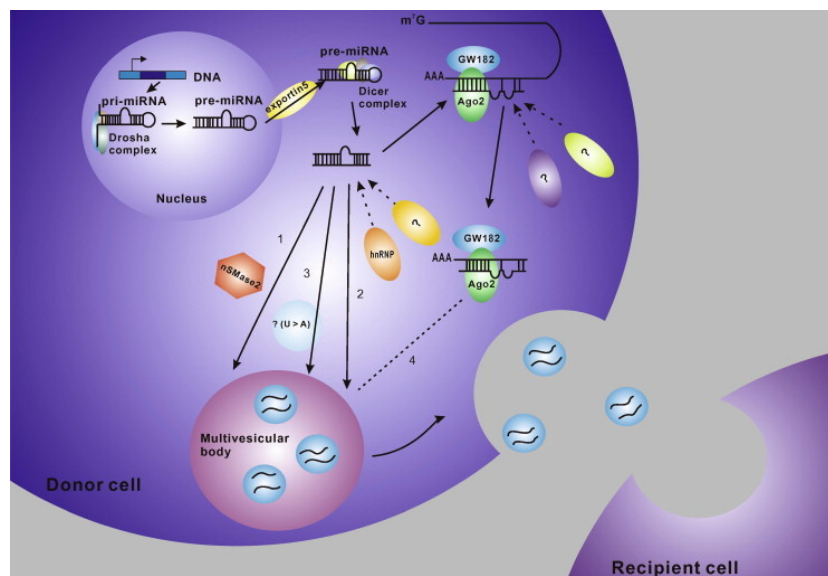 m⁷G
DNA
pre-miRNA
GW182
AAA
pri-miRNA
pre-miRNA
exportin5
Dicer
complex
Ago2
Drosha
complex
Nucleus
?
?
1
nSMase2
3
2
hnRNP
?
GW182
AAA
Ago2
? (U > A)
4
Multivesicular
body
Donor cell
Recipient cell